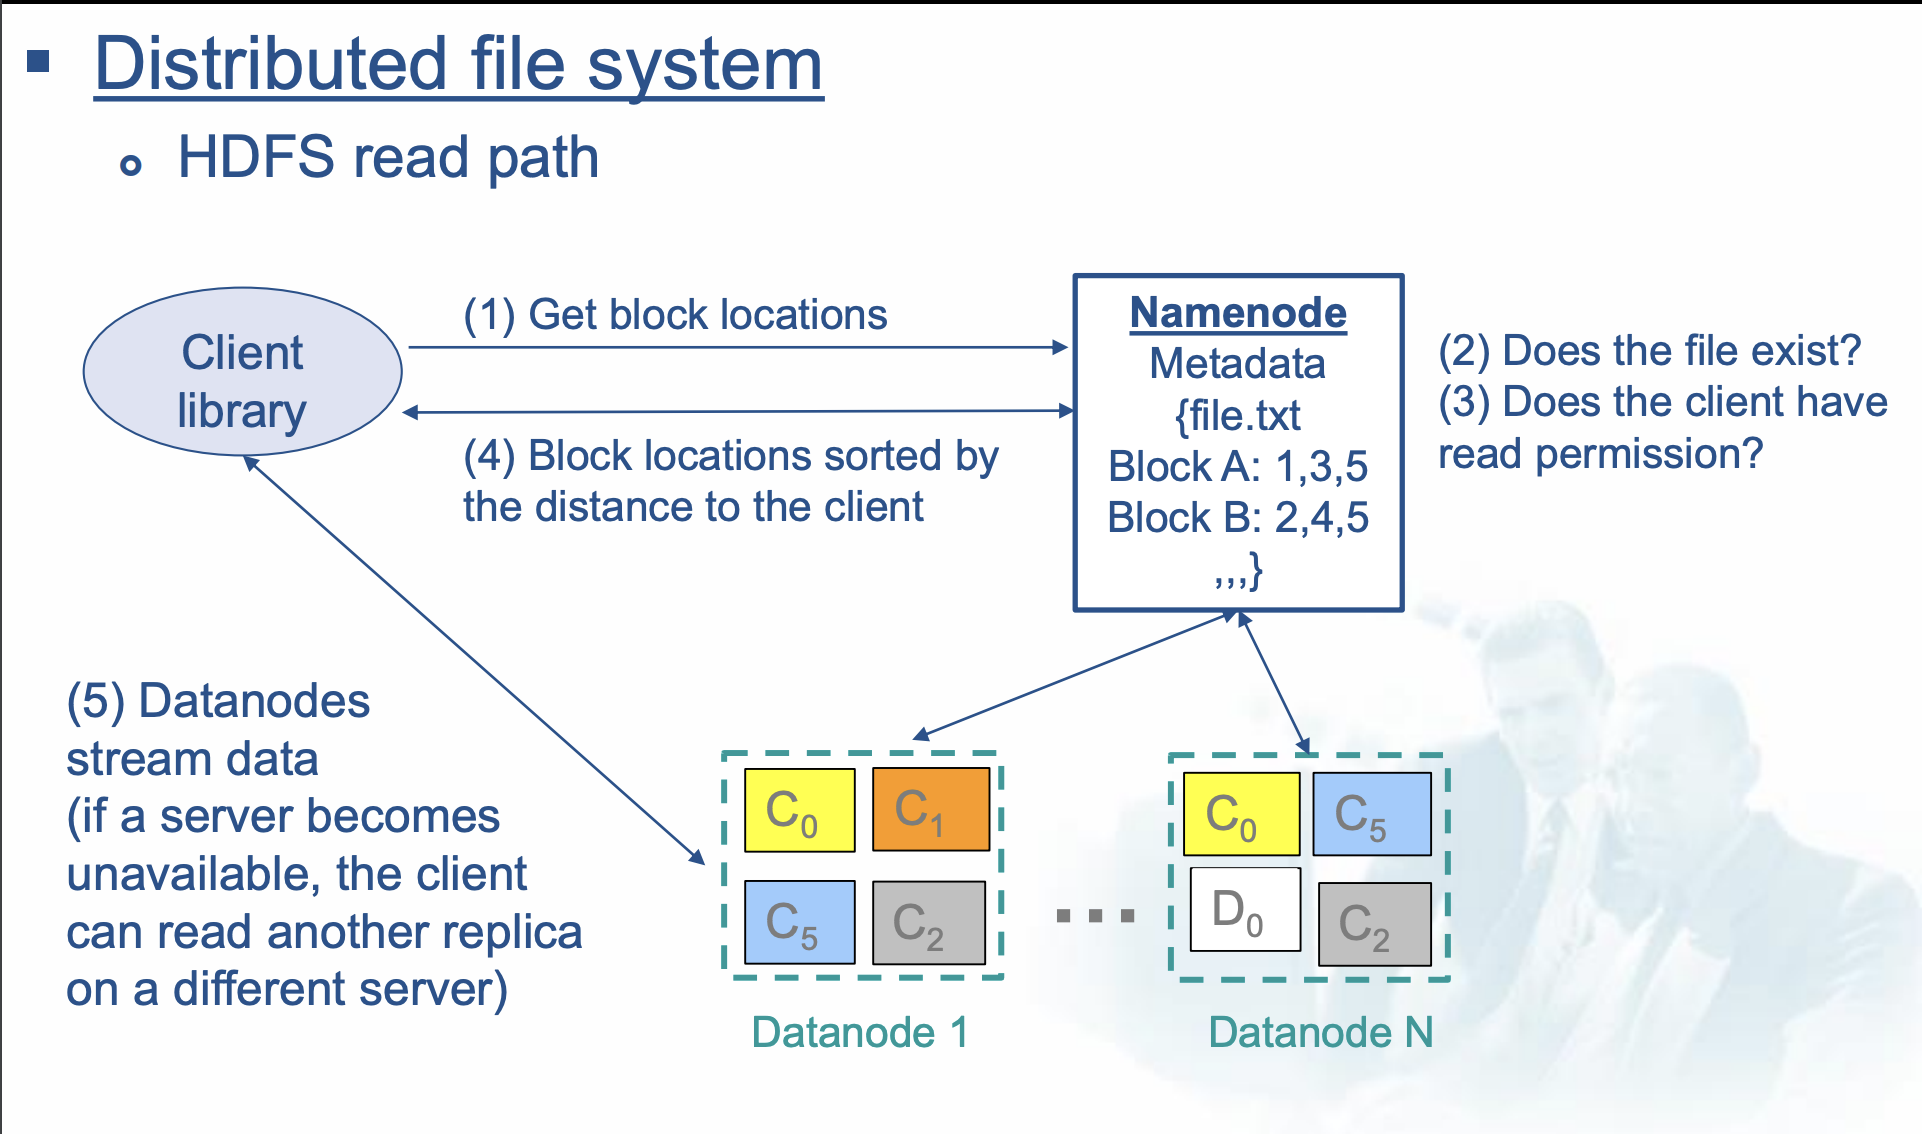 Distributed file system
HDFS read path
Client
library
(1) Get block locations
(4) Block locations sorted by
the distance to the client
Namenode
Metadata
{file.txt
Block A: 1,3,5
Block B: 2,4,5
,,,}
(2) Does the file exist?
(3) Does the client have
read permission?
(5) Datanodes
stream data
(if a server becomes
unavailable, the client
can read another replica
on a different server)
C₀ C₁
C₅ C₂
Datanode 1
...
C₀ C₅
D₀ C₂
Datanode N